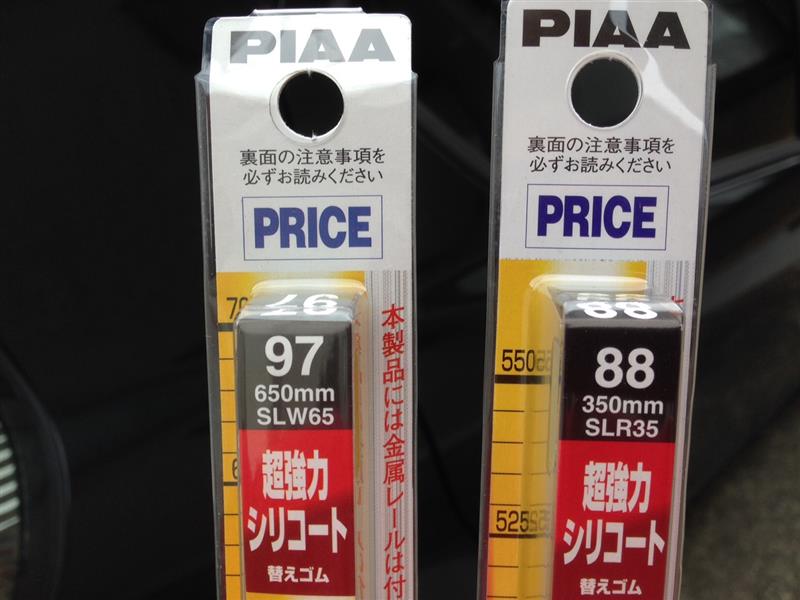 PIAA
裏面の注意事項を
必ずお読みください
PRICE
97
97
650mm
SLW65
超強力
シリコート
替えゴム
本製品には金属レールは付
PIAA
裏面の注意事項を
必ずお読みください
PRICE
88
550
88
350mm
SLR35
525
超強力
シリコート
替えゴム